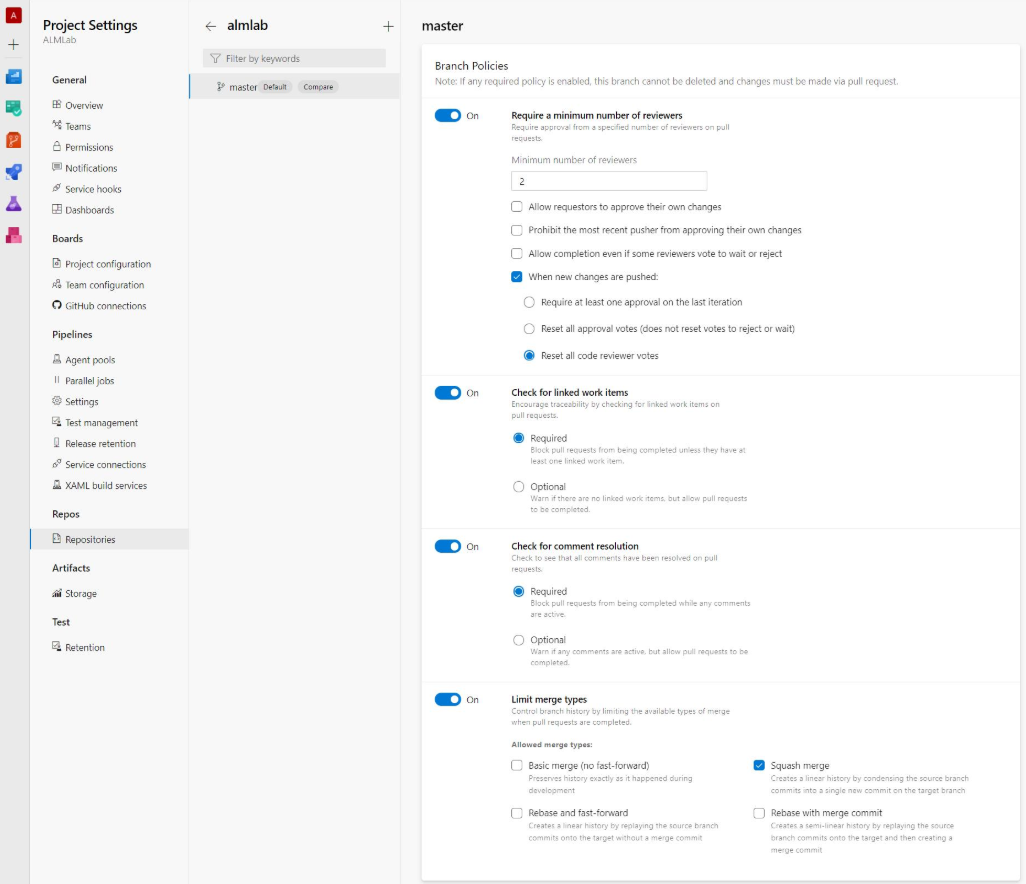 A
Project Settings
ALMLab
General
Overview
Teams
Permissions
Notifications
Service hooks
Dashboards
Boards
Project configuration
Team configuration
GitHub connections
Pipelines
Agent pools
Parallel jobs
Settings
Test management
Release retention
Service connections
XAML build services
Repos
Repositories
Artifacts
Storage
Test
Retention
almlab
Filter by keywords
master Default Compare
master
Branch Policies
Note: If any required policy is enabled, this branch cannot be deleted and changes must be made via pull request.
On
Require a minimum number of reviewers
Require approval from a specified number of reviewers on pull
requests.
Minimum number of reviewers
2
Allow requestors to approve their own changes
Prohibit the most recent pusher from approving their own changes
Allow completion even if some reviewers vote to wait or reject
When new changes are pushed:
Require at least one approval on the last iteration
Reset all approval votes (does not reset votes to reject or wait)
Reset all code reviewer votes
On
Check for linked work items
Encourage traceability by checking for linked work items on
pull requests.
Required
Block pull requests from being completed unless they have at
least one linked work item.
Optional
Warn if there are no linked work items, but allow pull requests
to be completed.
On
Check for comment resolution
Check to see that all comments have been resolved on pull
requests.
Required
Block pull requests from being completed while any comments
are active.
Optional
Warn if any comments are active, but allow pull requests to be
completed.
On
Limit merge types
Control branch history by limiting the available types of merge
when pull requests are completed.
Allowed merge types:
Basic merge (no fast-forward)
Preserves history exactly as it happened during
development
Squash merge
Creates a linear history by condensing the source branch
commits into a single new commit on the target branch
Rebase and fast-forward
Creates a linear history by replaying the source branch
commits onto the target without a merge commit
Rebase with merge commit
Creates a semi-linear history by replaying the source
branch commits onto the target and then creating a
merge commit